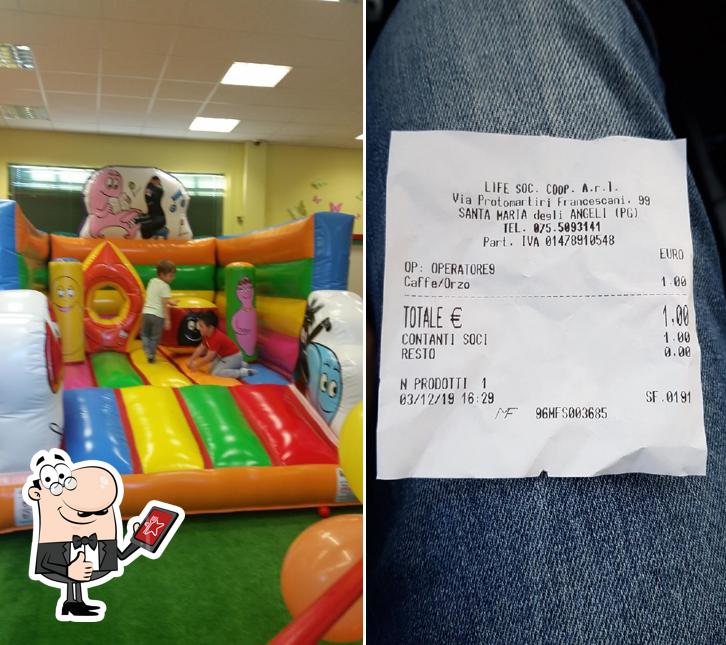 LIFE SOC. COOP. A.r.l.
Via Protomartiri Francescani, 99
SANTA MARIA degli ANGELI (PG)
TEL. 075.5093141
Part. IVA 01478910548
EURO
OP: OPERATORE9
Caffe/Orzo 1.00
TOTALE € 1.00
CONTANTI SOCI 1.00
RESTO 0.00
N PRODOTTI 1
03/12/19 16:29 SF.0191
MF 96MFS003685